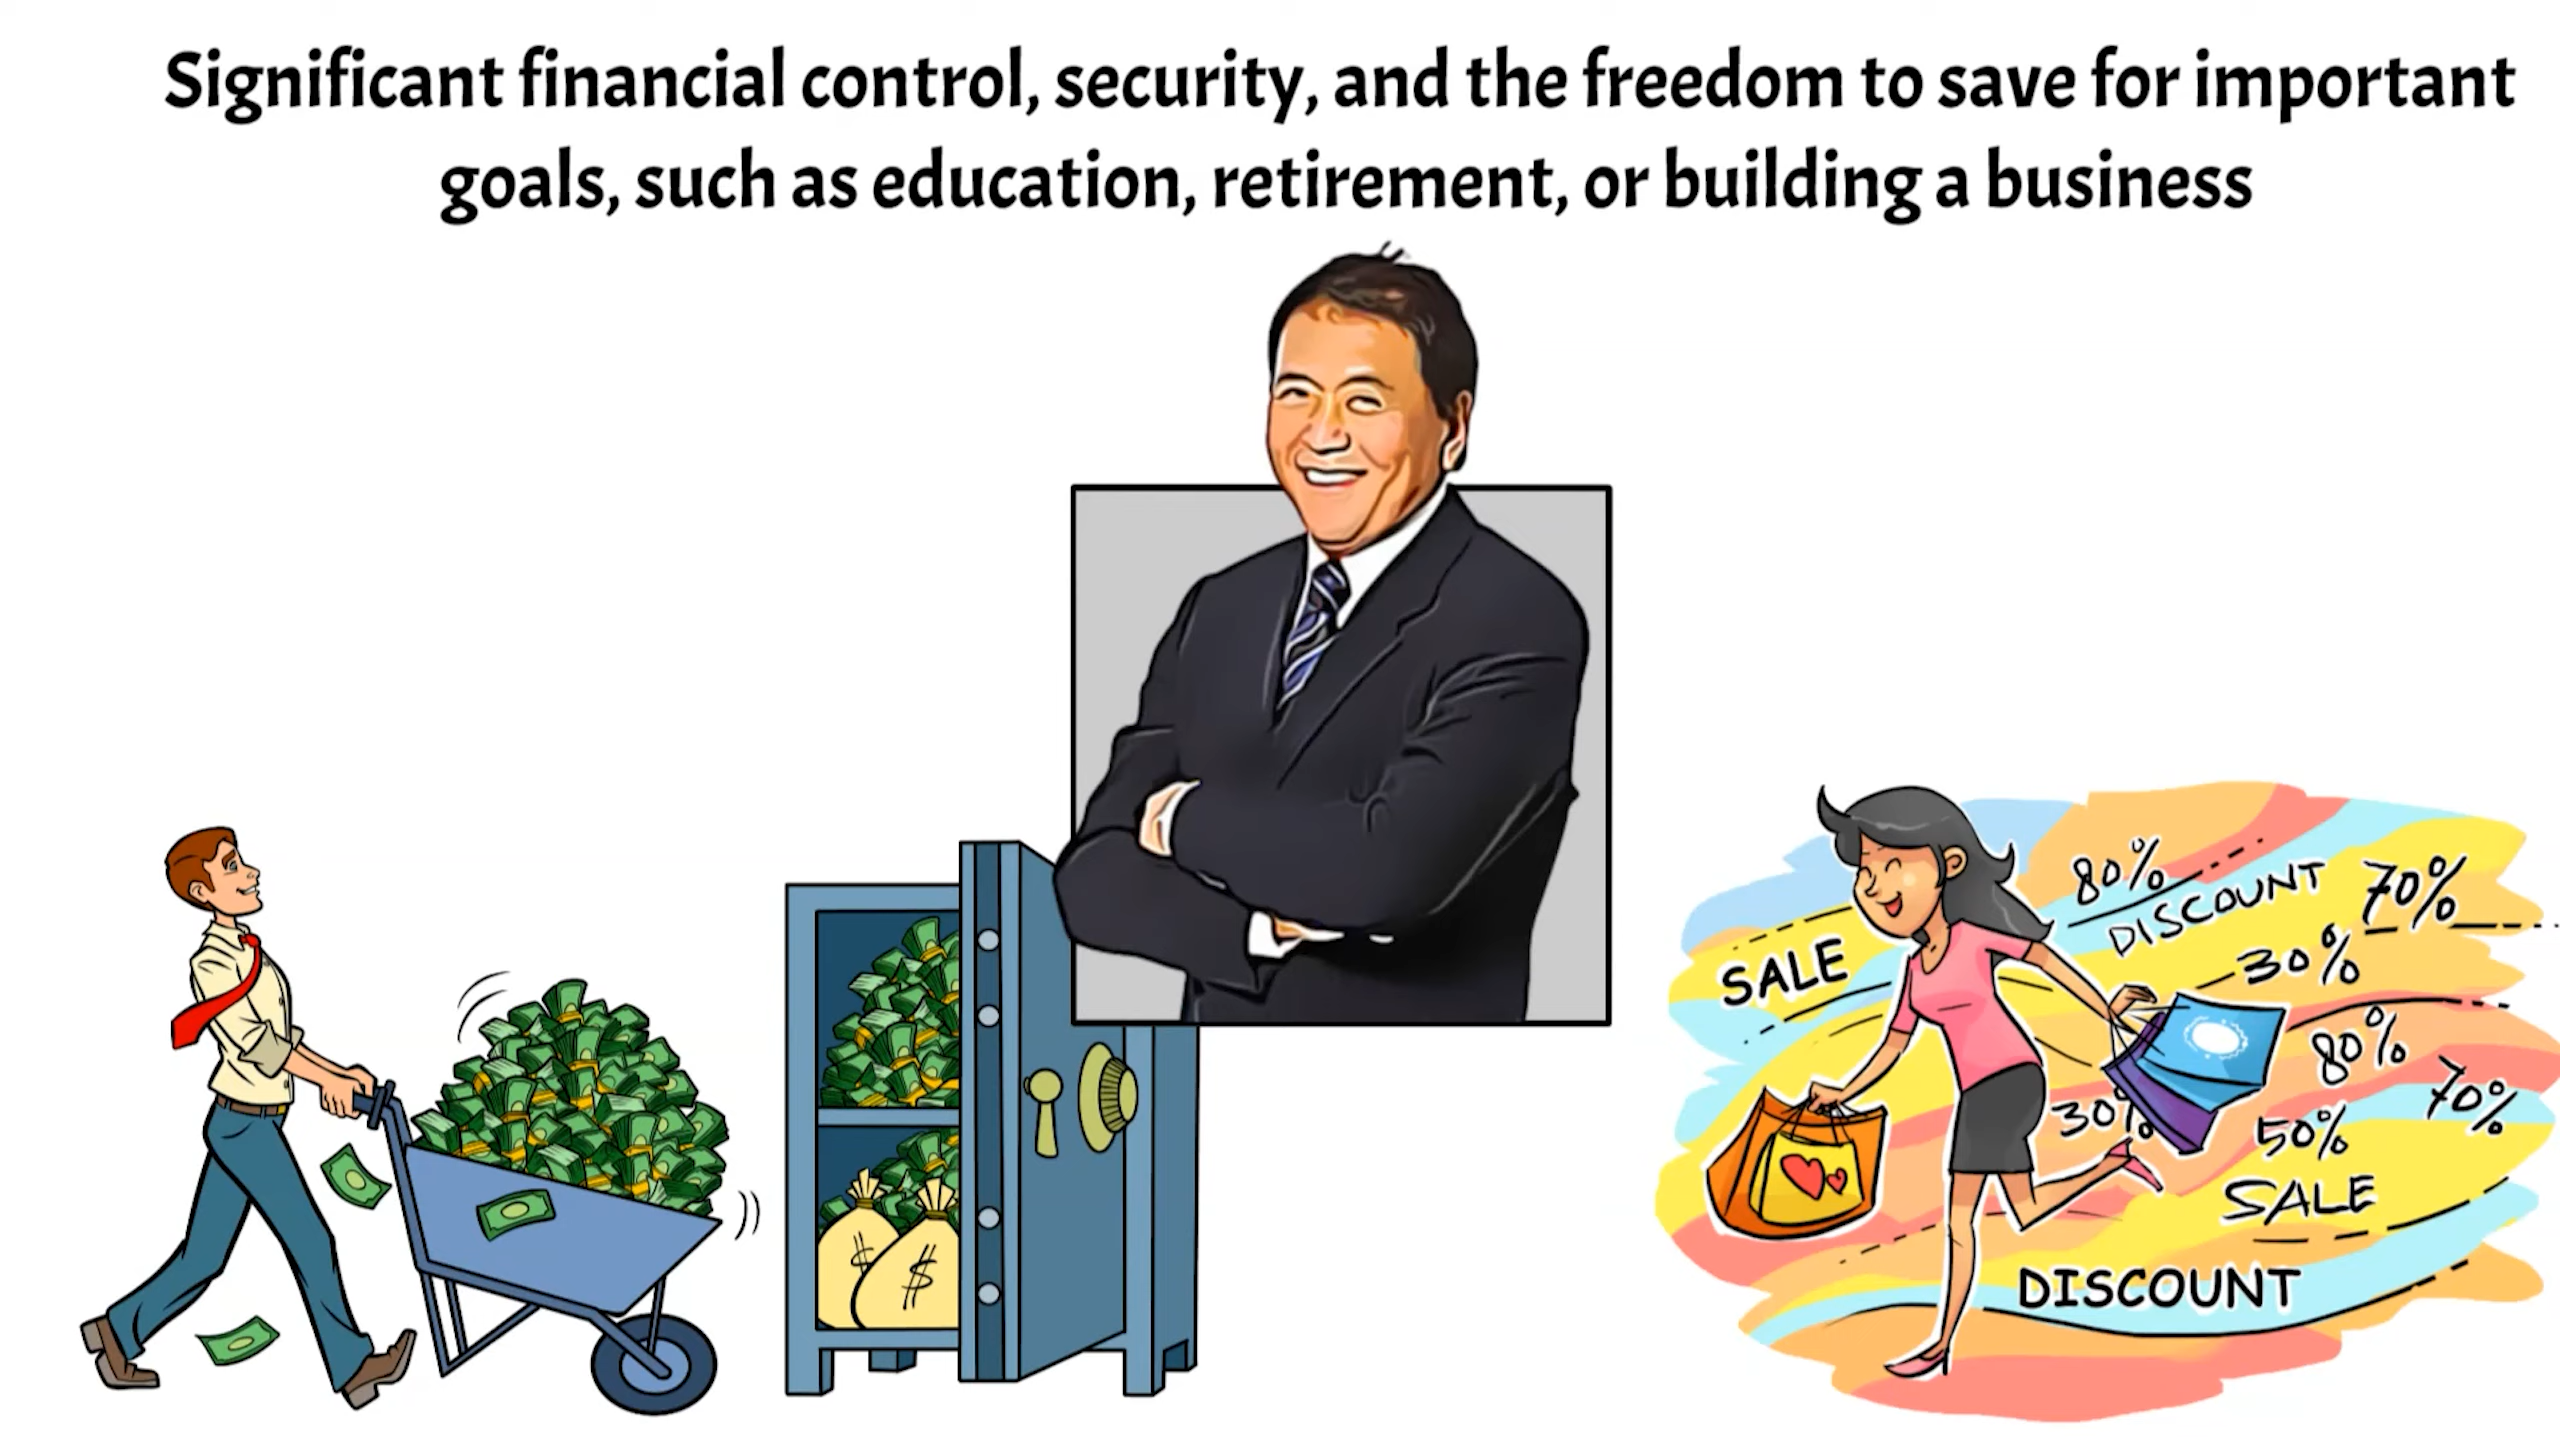 Significant financial control, security, and the freedom to save for important
goals, such as education, retirement, or building a business
80%
DISCOUNT
70%
SALE
30%
80%
70%
30%
50%
SALE
DISCOUNT
$
$